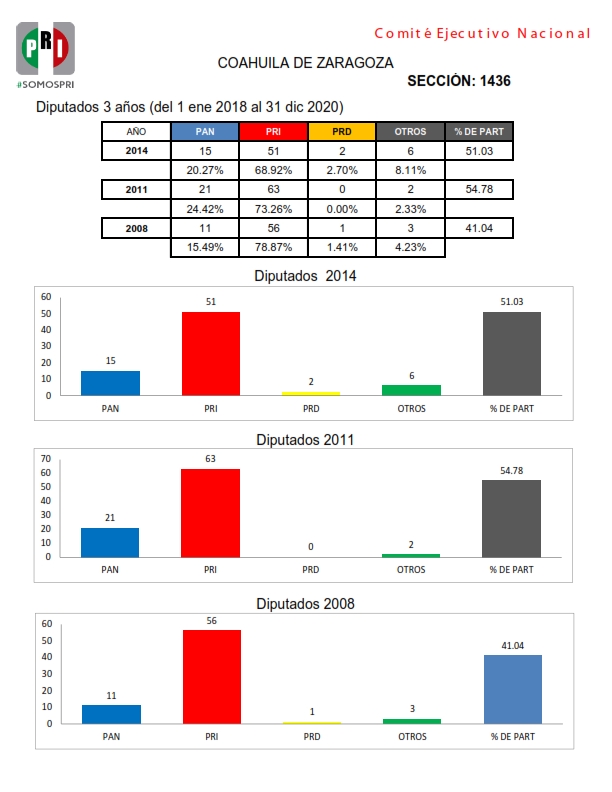 Comité Ejecutivo Nacional
PRI
#SOMOSPRI
COAHUILA DE ZARAGOZA
SECCIÓN: 1436
Diputados 3 años (del 1 ene 2018 al 31 dic 2020)
AÑO PAN PRI PRD OTROS % DE PART
2014 15 51 2 6 51.03
20.27% 68.92% 2.70% 8.11%
2011 21 63 0 2 54.78
24.42% 73.26% 0.00% 2.33%
2008 11 56 1 3 41.04
15.49% 78.87% 1.41% 4.23%
Diputados 2014
60
50
40
30
20
10
0
15 51 2 6 51.03
PAN PRI PRD OTROS % DE PART
Diputados 2011
70
60
50
40
30
20
10
0
21 63 0 2 54.78
PAN PRI PRD OTROS % DE PART
Diputados 2008
60
50
40
30
20
10
0
11 56 1 3 41.04
PAN PRI PRD OTROS % DE PART